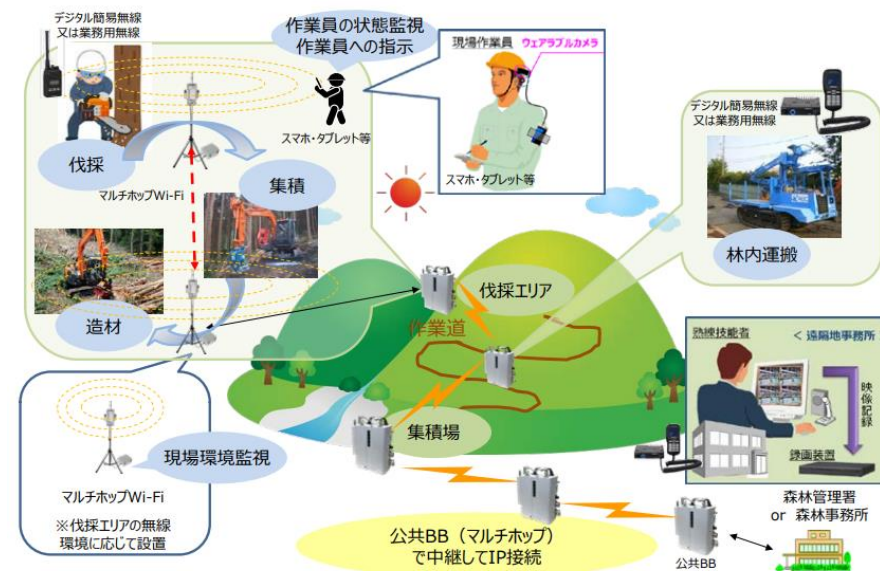 デジタル簡易無線
又は業務用無線
作業員の状態監視
作業員への指示
スマホ・タブレット等
伐採
マルチホップWi-Fi
集積
造材
現場作業員
ウェアラブルカメラ
スマホ・タブレット等
デジタル簡易無線
又は業務用無線
林内運搬
伐採エリア
作業道
集積場
現場環境監視
マルチホップWi-Fi
※伐採エリアの無線
環境に応じて設置
熟練技能者
< 遠隔地事務所
映像記録
録画装置
森林管理署
or 森林事務所
公共BB（マルチホップ）
で中継してIP接続
公共BB